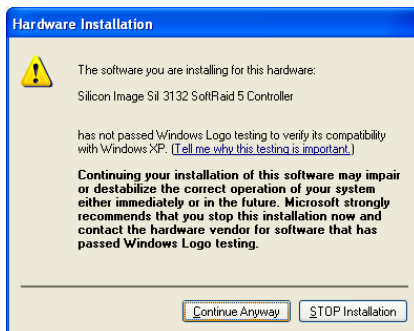 Hardware Installation
The software you are installing for this hardware:
Silicon Image SiI 3132 SoftRaid 5 Controller
has not passed Windows Logo testing to verify its compatibility
with Windows XP. (Tell me why this testing is important.)
Continuing your installation of this software may impair
or destabilize the correct operation of your system
either immediately or in the future. Microsoft strongly
recommends that you stop this installation now and
contact the hardware vendor for software that has
passed Windows Logo testing.
Continue Anyway
STOP Installation